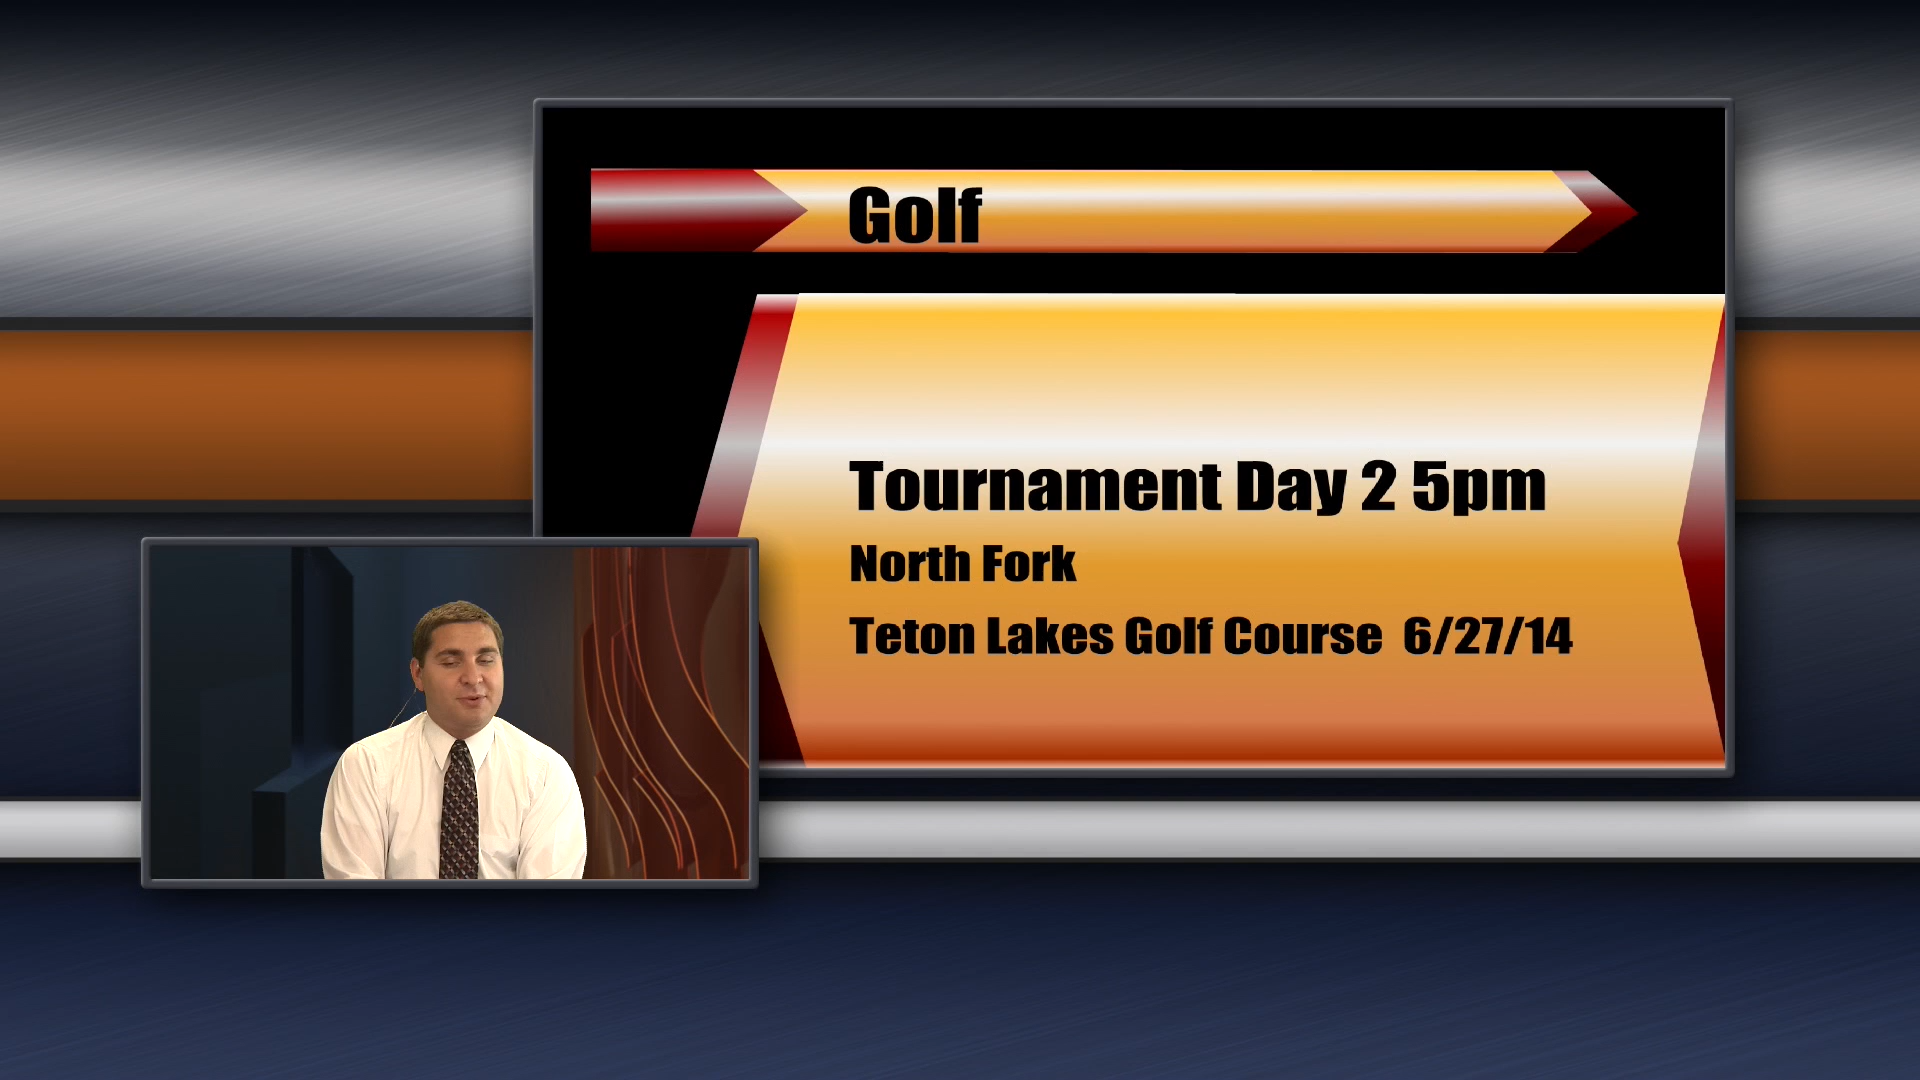 Golf
Tournament Day 2 5pm
North Fork
Teton Lakes Golf Course 6/27/14